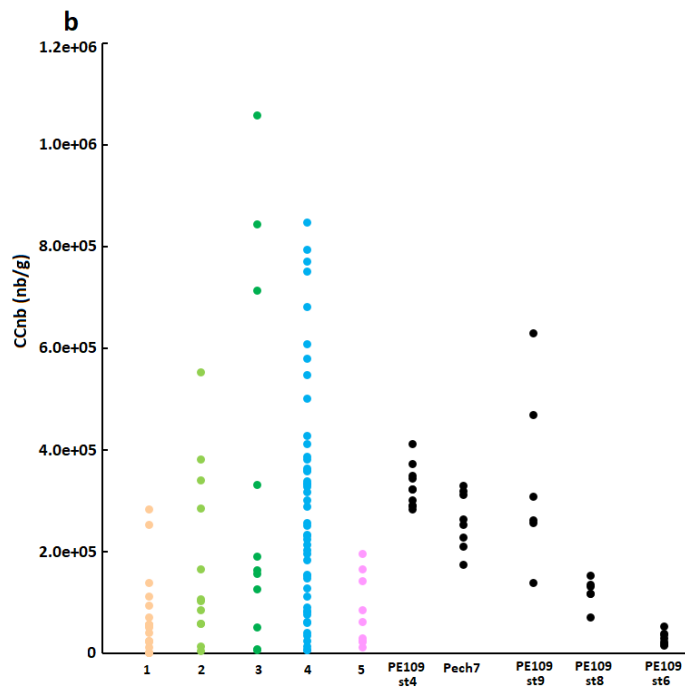 b
1.2e+06
1.0e+06
8.0e+05
6.0e+05
4.0e+05
2.0e+05
0
CCnb (nb/g)
1 2 3 4 5 PE109 Pech7 PE109 PE109 PE109
st4 st9 st8 st6